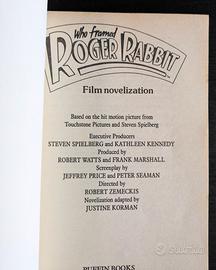 Who framed
ROGER RABBIT
Film novelization
Based on the hit motion picture from
Touchstone Pictures and Steven Spielberg
Executive Producers
STEVEN SPIELBERG and KATHLEEN KENNEDY
Produced by
ROBERT WATTS and FRANK MARSHALL
Screenplay by
JEFFREY PRICE and PETER SEAMAN
Directed by
ROBERT ZEMECKIS
Novelization adapted by
JUSTINE KORMAN
PUFFIN BOOKS
subito